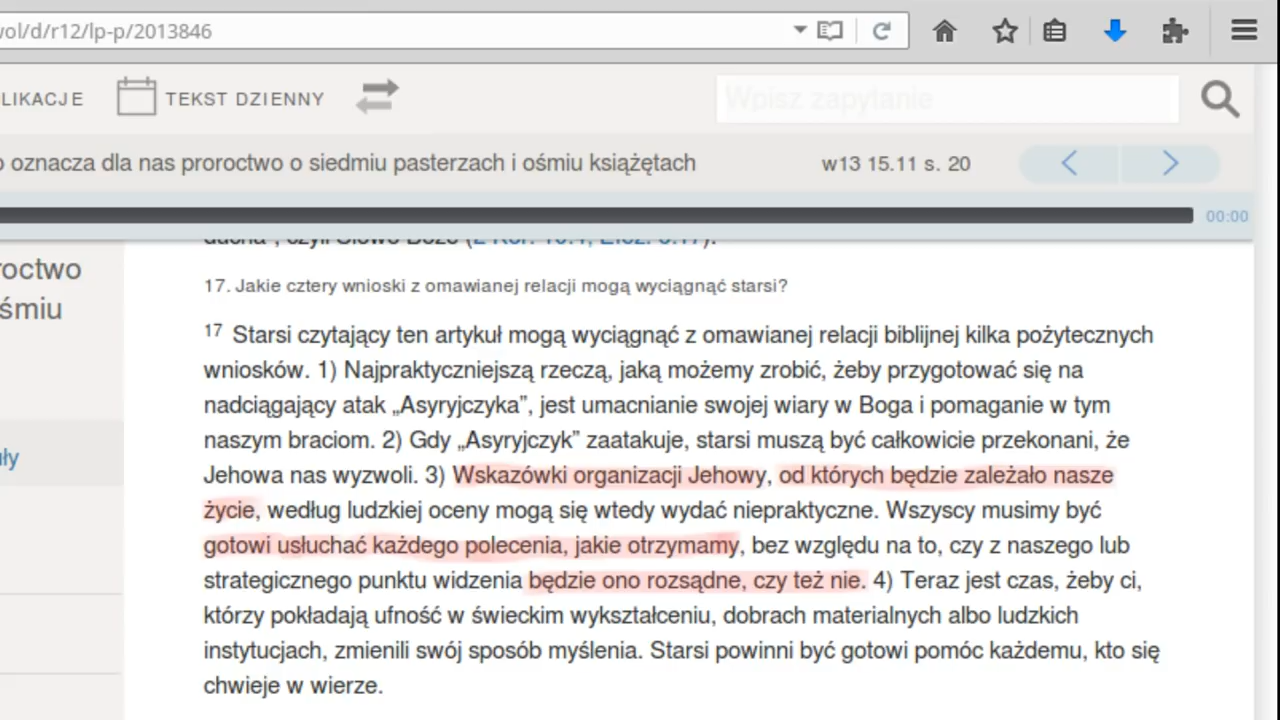 wol/d/r12/lp-p/2013846
LIKACJE TEKST DZIENNY Wpisz zapytanie
o oznacza dla nas proroctwo o siedmiu pasterzach i ośmiu książętach w13 15.11 s. 20
00:00
roctwo
śmiu
ły
17. Jakie cztery wnioski z omawianej relacji mogą wyciągnąć starsi?
17 Starsi czytający ten artykuł mogą wyciągnąć z omawianej relacji biblijnej kilka pożytecznych
wniosków. 1) Najpraktyczniejszą rzeczą, jaką możemy zrobić, żeby przygotować się na
nadciągający atak „Asyryjczyka”, jest umacnianie swojej wiary w Boga i pomaganie w tym
naszym braciom. 2) Gdy „Asyryjczyk” zaatakuje, starsi muszą być całkowicie przekonani, że
Jehowa nas wyzwoli. 3) Wskazówki organizacji Jehowy, od których będzie zależało nasze
życie, według ludzkiej oceny mogą się wtedy wydać niepraktyczne. Wszyscy musimy być
gotowi usłuchać każdego polecenia, jakie otrzymamy, bez względu na to, czy z naszego lub
strategicznego punktu widzenia będzie ono rozsądne, czy też nie. 4) Teraz jest czas, żeby ci,
którzy pokładają ufność w świeckim wykształceniu, dobrach materialnych albo ludzkich
instytucjach, zmienili swój sposób myślenia. Starsi powinni być gotowi pomóc każdemu, kto się
chwieje w wierze.